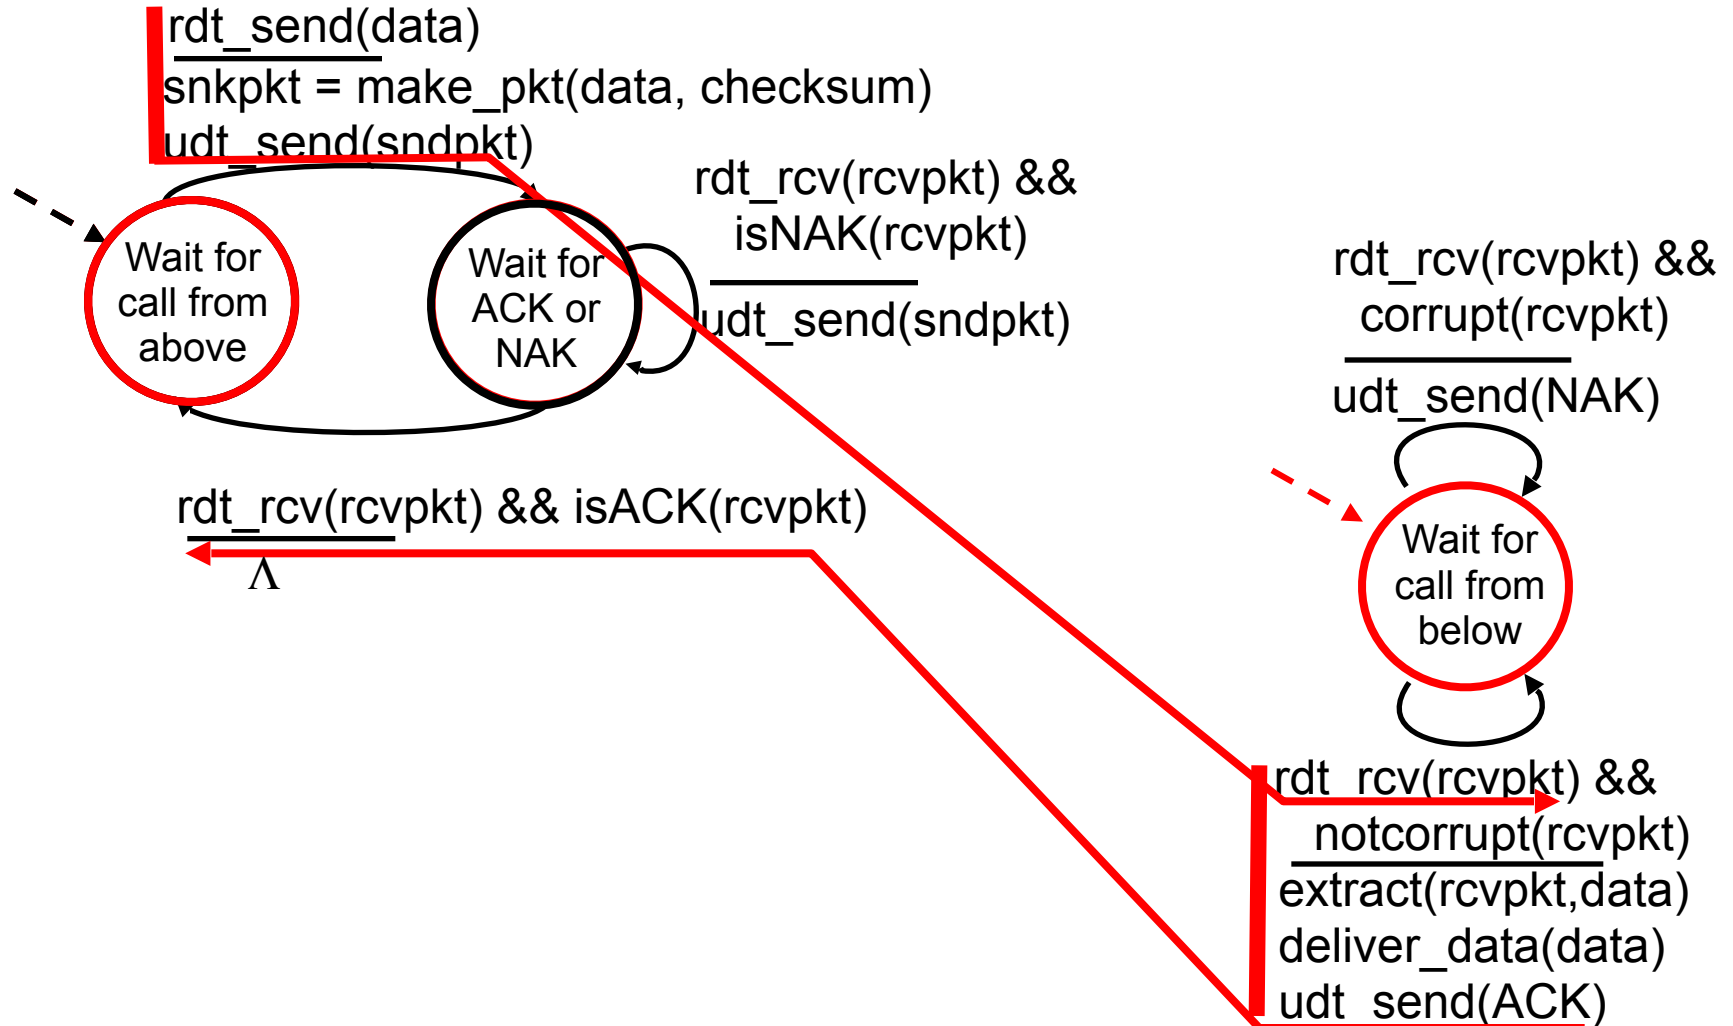 rdt_send(data)
snkpkt = make_pkt(data, checksum)
udt_send(sndpkt)
Wait for
call from
above
Wait for
ACK or
NAK
rdt_rcv(rcvpkt) &&
isNAK(rcvpkt)
udt_send(sndpkt)
rdt_rcv(rcvpkt) && isACK(rcvpkt)
Λ
rdt_rcv(rcvpkt) &&
corrupt(rcvpkt)
udt_send(NAK)
Wait for
call from
below
rdt_rcv(rcvpkt) &&
notcorrupt(rcvpkt)
extract(rcvpkt,data)
deliver_data(data)
udt_send(ACK)